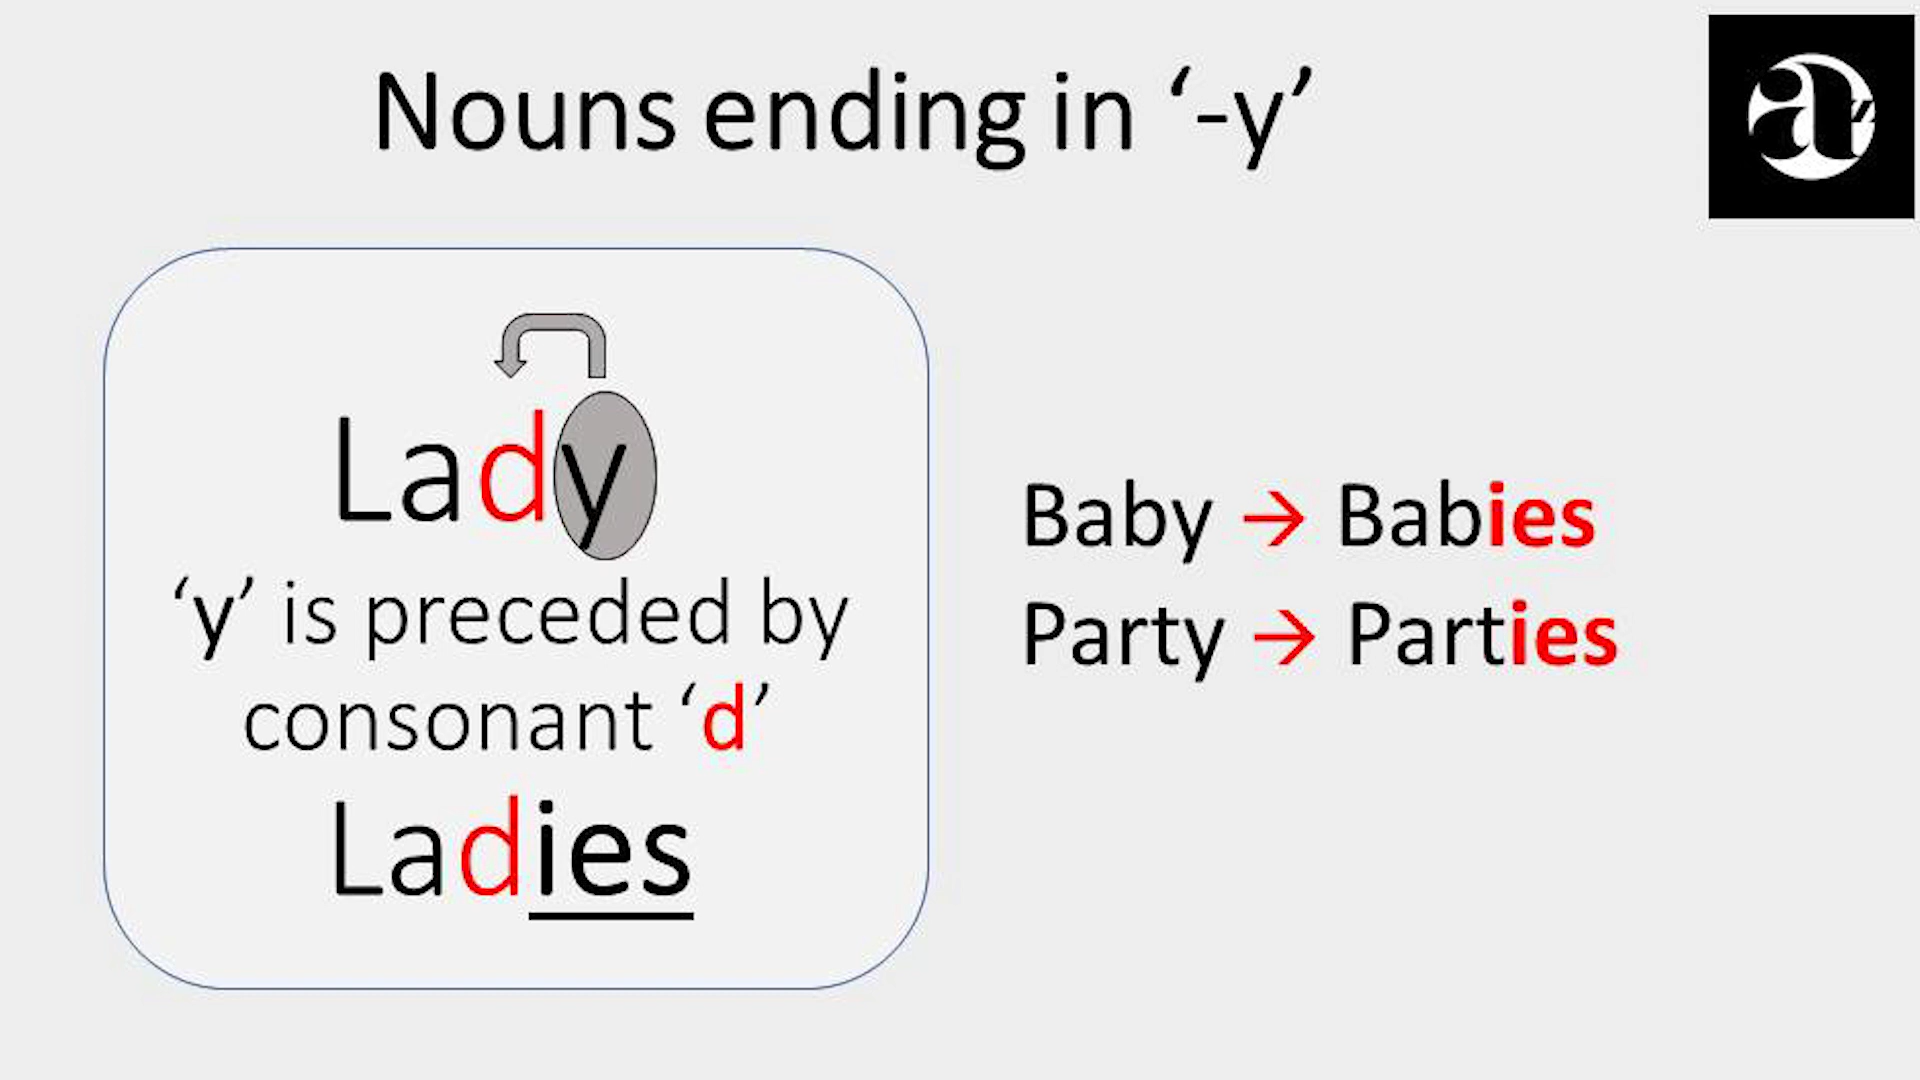 Nouns ending in ‘-y’
Lady
‘y’ is preceded by
consonant ‘d’
Ladies
Baby → Babies
Party → Parties